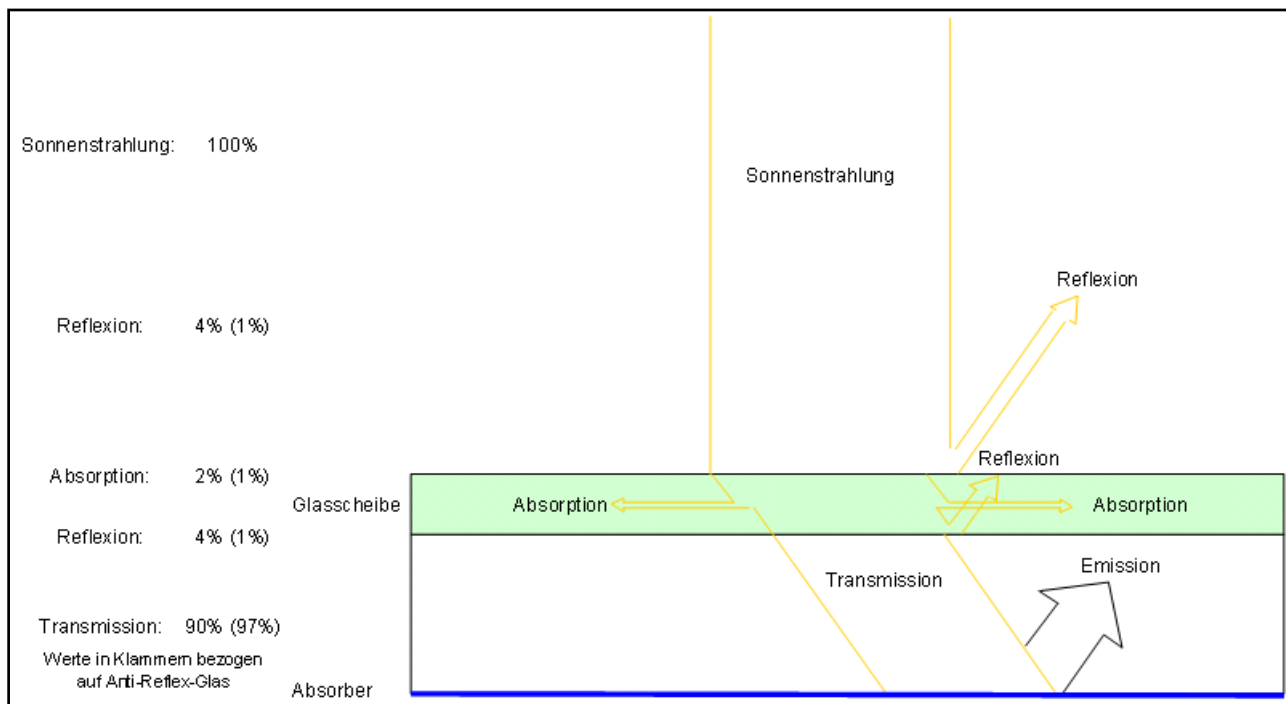 Sonnenstrahlung: 100%
Sonnenstrahlung
Reflexion
Reflexion: 4% (1%)
Reflexion
Absorption: 2% (1%)
Glasscheibe
Absorption
Absorption
Reflexion: 4% (1%)
Emission
Transmission
Transmission: 90% (97%)
Werte in Klammern bezogen
auf Anti-Reflex-Glas
Absorber